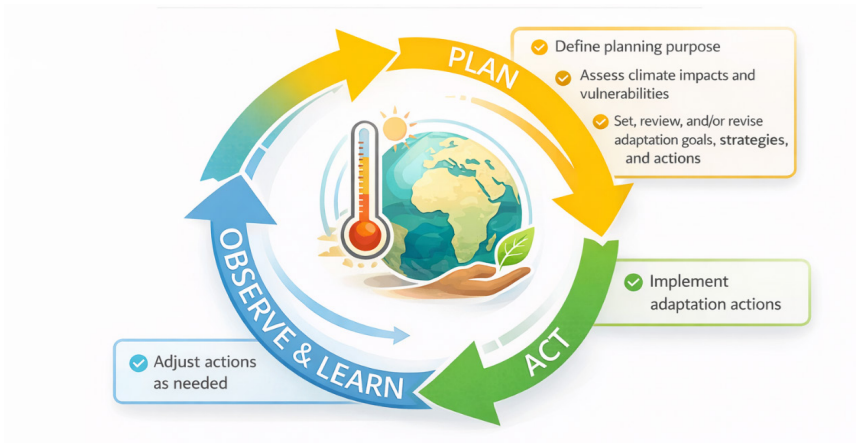 PLAN
Define planning purpose
Assess climate impacts and
vulnerabilities
Set, review, and/or revise
adaptation goals, strategies,
and actions
Implement
adaptation actions
ACT
OBSERVE & LEARN
Adjust actions
as needed